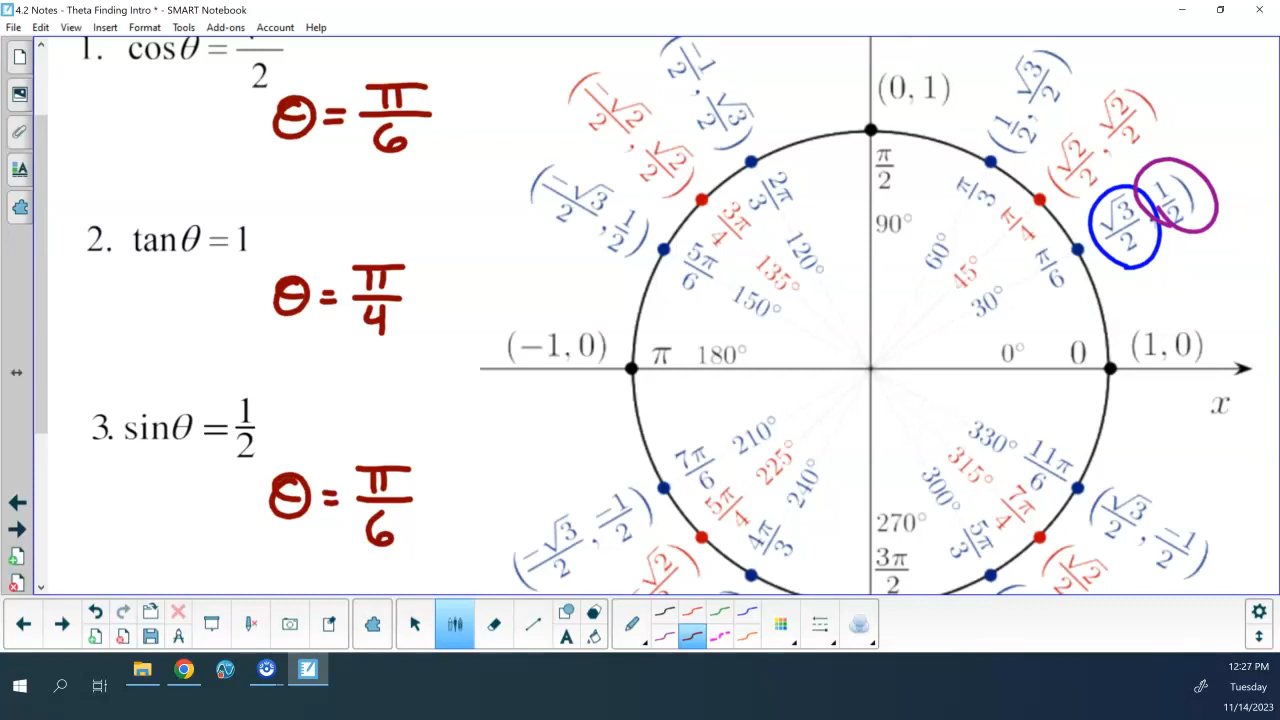 4.2 Notes - Theta Finding Intro * - SMART Notebook
File Edit View Insert Format Tools Add-ons Account Help
1. cosθ = 
2
θ = π/6
2. tanθ = 1
θ = π/4
3. sinθ = 1/2
θ = π/6
(0, 1)
(−1/2, √3/2)
(1/2, √3/2)
(−√2/2, √2/2)
(√2/2, √2/2)
(−√3/2, 1/2)
(√3/2, 1/2)
π/2
90°
2π/3
120°
π/3
60°
3π/4
135°
π/4
45°
5π/6
150°
π/6
30°
(−1, 0)
π 180°
0° 0
(1, 0)
x
7π/6
210°
330°
11π/6
5π/4
225°
315°
7π/4
4π/3
240°
300°
5π/3
270°
3π/2
(−√3/2, −1/2)
(√3/2, −1/2)
√2/2)
(√2/2
A
12:27 PM
Tuesday
11/14/2023